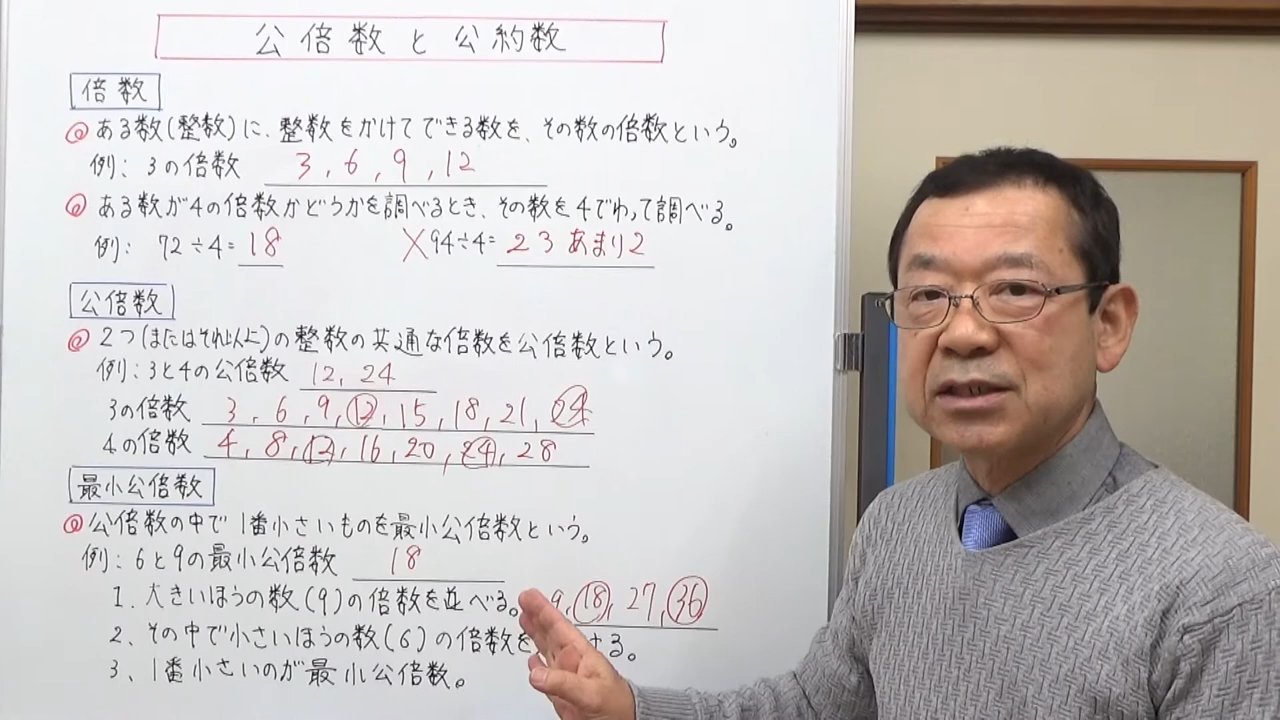 公倍数と公約数
倍数
◎ある数(整数)に、整数をかけてできる数を、その数の倍数という。
例：3の倍数 3,6,9,12
◎ある数が4の倍数かどうかを調べるとき、その数を4でわって調べる。
例：72÷4=18 ×94÷4=23あまり2
公倍数
◎2つ(またはそれ以上)の整数の共通な倍数を公倍数という。
例：3と4の公倍数 12,24
3の倍数 3,6,9,12,15,18,21,24
4の倍数 4,8,12,16,20,24,28
最小公倍数
◎公倍数の中で1番小さいものを最小公倍数という。
例：6と9の最小公倍数 18
1、大きいほうの数(9)の倍数を並べる。9,18,27,36
2、その中で小さいほうの数(6)の倍数を する。
3、1番小さいのが最小公倍数。